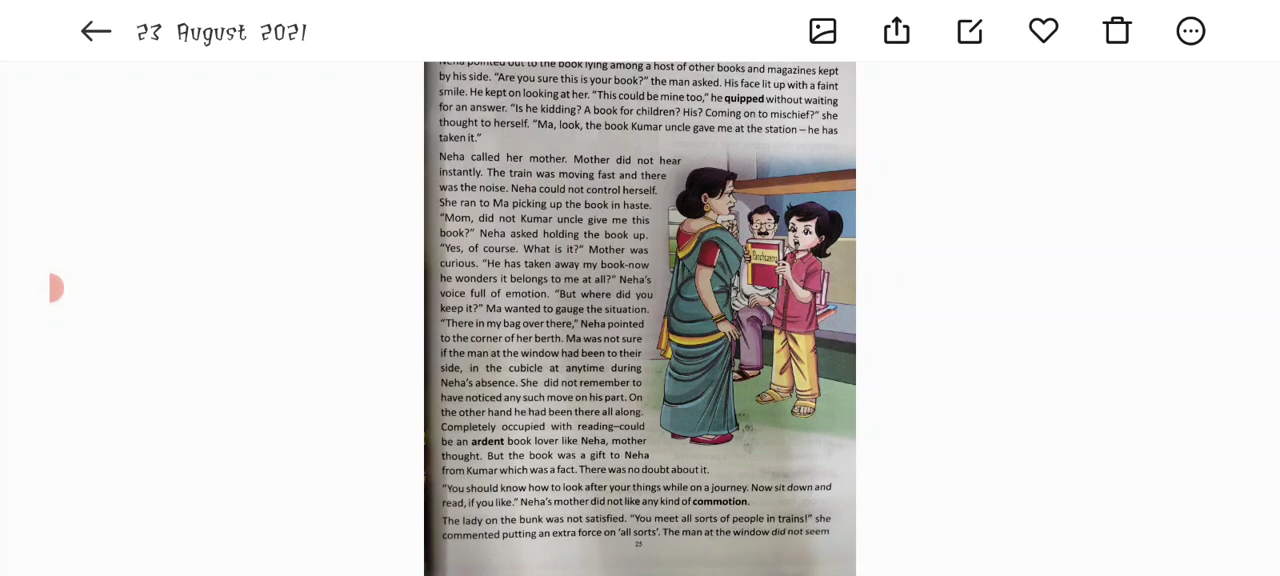 23 August 2021
Neha pointed out to the book lying among a host of other books and magazines kept
by his side. “Are you sure this is your book?” the man asked. His face lit up with a faint
smile. He kept on looking at her. “This could be mine too,” he quipped without waiting
for an answer. “Is he kidding? A book for children? His? Coming on to mischief?” she
thought to herself. “Ma, look, the book Kumar uncle gave me at the station – he has
taken it.”
Neha called her mother. Mother did not hear
instantly. The train was moving fast and there
was the noise. Neha could not control herself.
She ran to Ma picking up the book in haste.
“Mom, did not Kumar uncle give me this
book?” Neha asked holding the book up.
“Yes, of course. What is it?” Mother was
curious. “He has taken away my book-now
he wonders it belongs to me at all?” Neha’s
voice full of emotion. “But where did you
keep it?” Ma wanted to gauge the situation.
“There in my bag over there,” Neha pointed
to the corner of her berth. Ma was not sure
if the man at the window had been to their
side, in the cubicle at anytime during
Neha’s absence. She did not remember to
have noticed any such move on his part. On
the other hand he had been there all along.
Completely occupied with reading–could
be an ardent book lover like Neha, mother
thought. But the book was a gift to Neha
from Kumar which was a fact. There was no doubt about it.
“You should know how to look after your things while on a journey. Now sit down and
read, if you like.” Neha’s mother did not like any kind of commotion.
The lady on the bunk was not satisfied. “You meet all sorts of people in trains!” she
commented putting an extra force on ‘all sorts’. The man at the window did not seem
25